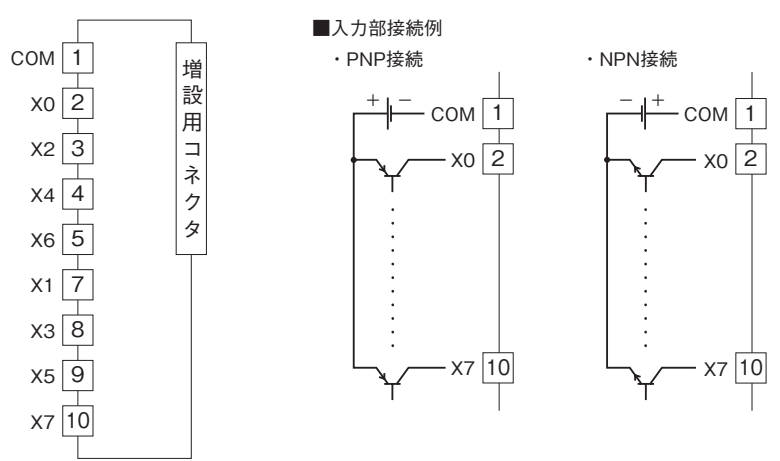 COM 1
X0 2
X2 3
X4 4
X6 5
X1 7
X3 8
X5 9
X7 10
増設用コネクタ
■入力部接続例
・PNP接続
+ − COM 1
X0 2
X7 10
・NPN接続
− + COM 1
X0 2
X7 10